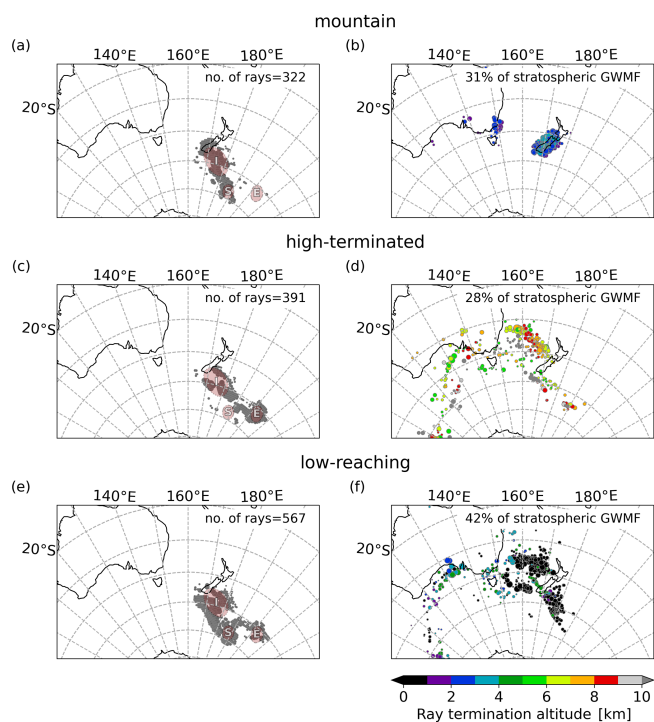 mountain
(a)
(b)
140°E 160°E 180°E
140°E 160°E 180°E
no. of rays=322
31% of stratospheric GWMF
20°S
20°S
S
E
high-terminated
(c)
(d)
140°E 160°E 180°E
140°E 160°E 180°E
no. of rays=391
28% of stratospheric GWMF
20°S
20°S
S
E
low-reaching
(e)
(f)
140°E 160°E 180°E
140°E 160°E 180°E
no. of rays=567
42% of stratospheric GWMF
20°S
20°S
I
S
E
0 2 4 6 8 10
Ray termination altitude [km]